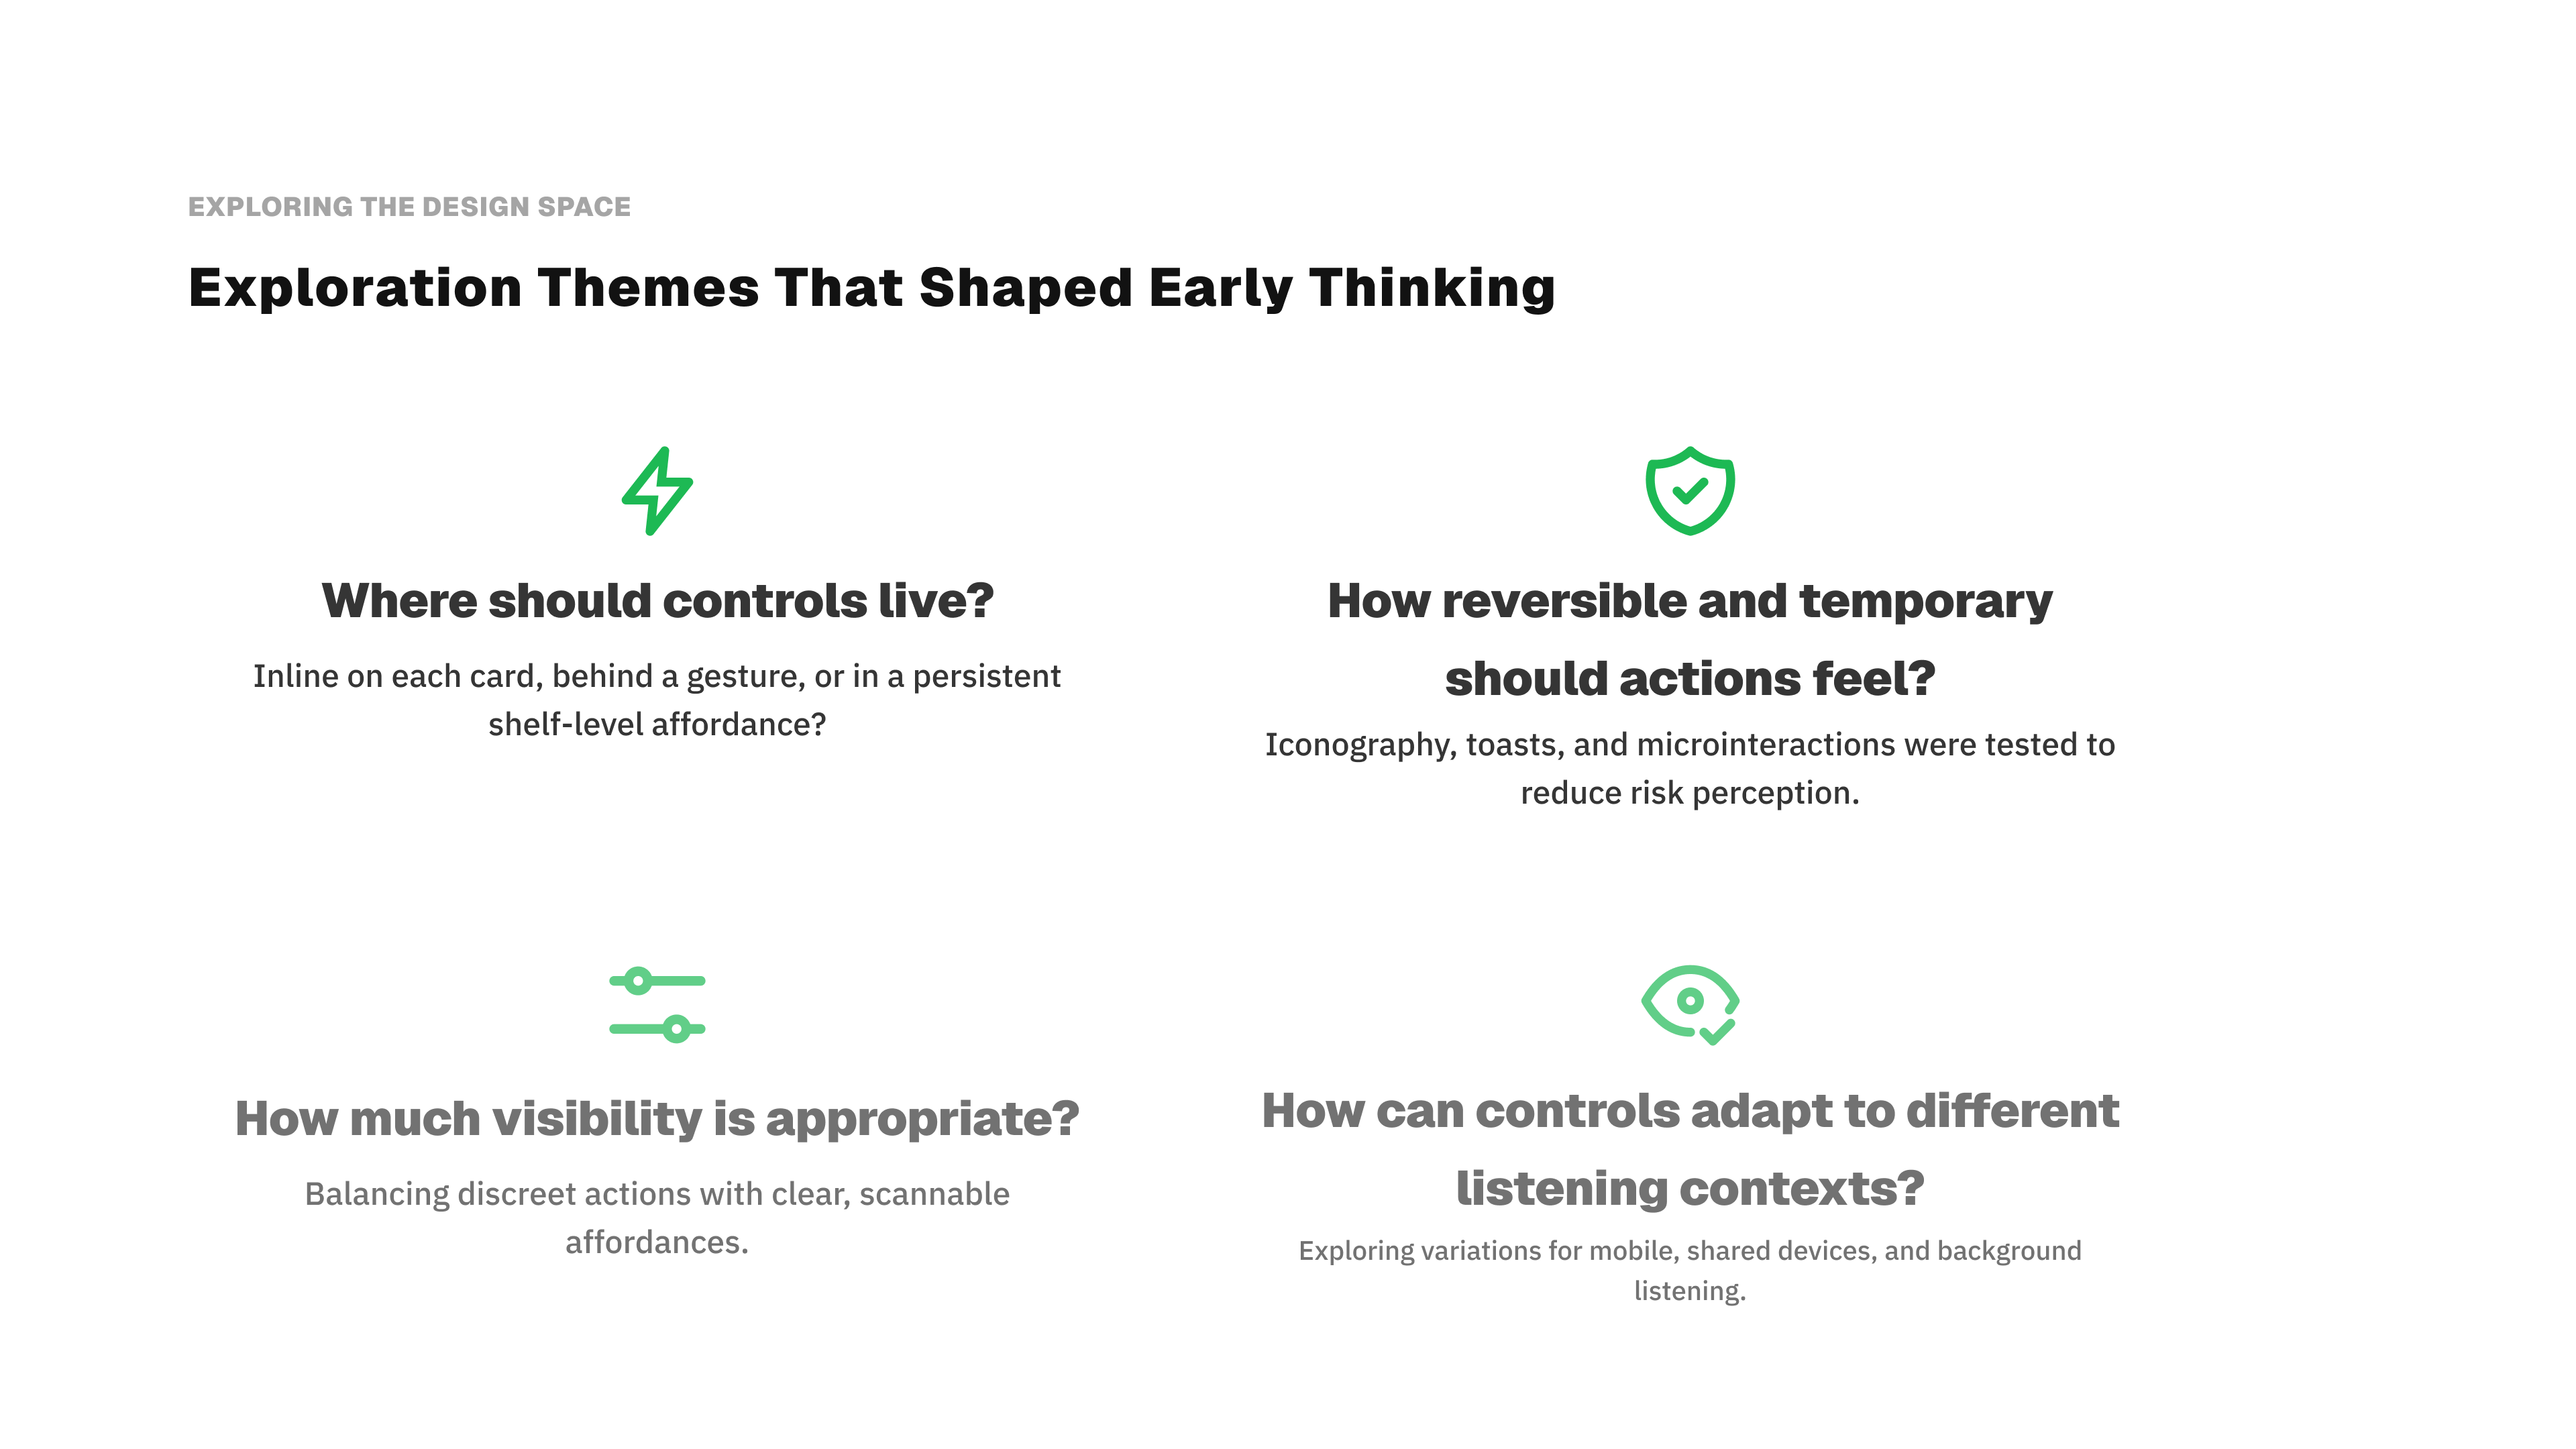 EXPLORING THE DESIGN SPACE
Exploration Themes That Shaped Early Thinking
Where should controls live?
Inline on each card, behind a gesture, or in a persistent
shelf-level affordance?
How reversible and temporary
should actions feel?
Iconography, toasts, and microinteractions were tested to
reduce risk perception.
How much visibility is appropriate?
Balancing discreet actions with clear, scannable
affordances.
How can controls adapt to different
listening contexts?
Exploring variations for mobile, shared devices, and background
listening.